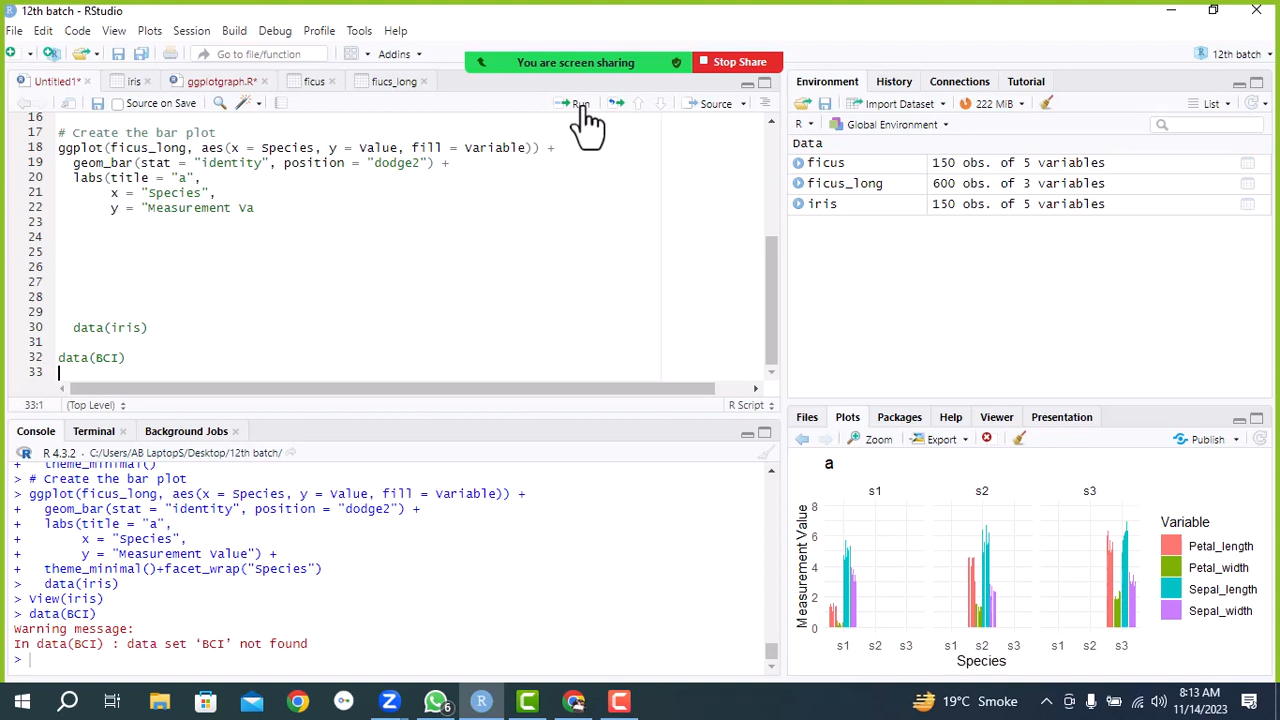 12th batch - RStudio
File Edit Code View Plots Session Build Debug Profile Tools Help
Go to file/function Addins 12th batch
You are screen sharing Stop Share
Untitled1* iris ggplotgraph.R* ficus fiucs_long
Source on Save Run Source
16
17 # Create the bar plot
18 ggplot(ficus_long, aes(x = Species, y = Value, fill = Variable)) +
19 geom_bar(stat = "identity", position = "dodge2") +
20 labs(title = "a",
21 x = "Species",
22 y = "Measurement Va
23
24
25
26
27
28
29
30 data(iris)
31
32 data(BCI)
33
33:1 (Top Level) R Script
Console Terminal Background Jobs
R 4.3.2 . C:/Users/AB LaptopS/Desktop/12th batch/
+ theme_minimal()
> # Create the bar plot
> ggplot(ficus_long, aes(x = Species, y = Value, fill = Variable)) +
+ geom_bar(stat = "identity", position = "dodge2") +
+ labs(title = "a",
+ x = "Species",
+ y = "Measurement Value") +
+ theme_minimal()+facet_wrap("Species")
> data(iris)
> view(iris)
> data(BCI)
Warning message:
In data(BCI) : data set ‘BCI’ not found
>
Environment History Connections Tutorial
Import Dataset 222 MiB List
R Global Environment
Data
ficus 150 obs. of 5 variables
ficus_long 600 obs. of 3 variables
iris 150 obs. of 5 variables
Files Plots Packages Help Viewer Presentation
Zoom Export Publish
a
s1 s2 s3
8
6
4
2
0
Measurement Value
s1 s2 s3 s1 s2 s3 s1 s2 s3
Species
Variable
Petal_length
Petal_width
Sepal_length
Sepal_width
6
19°C Smoke
8:13 AM
11/14/2023